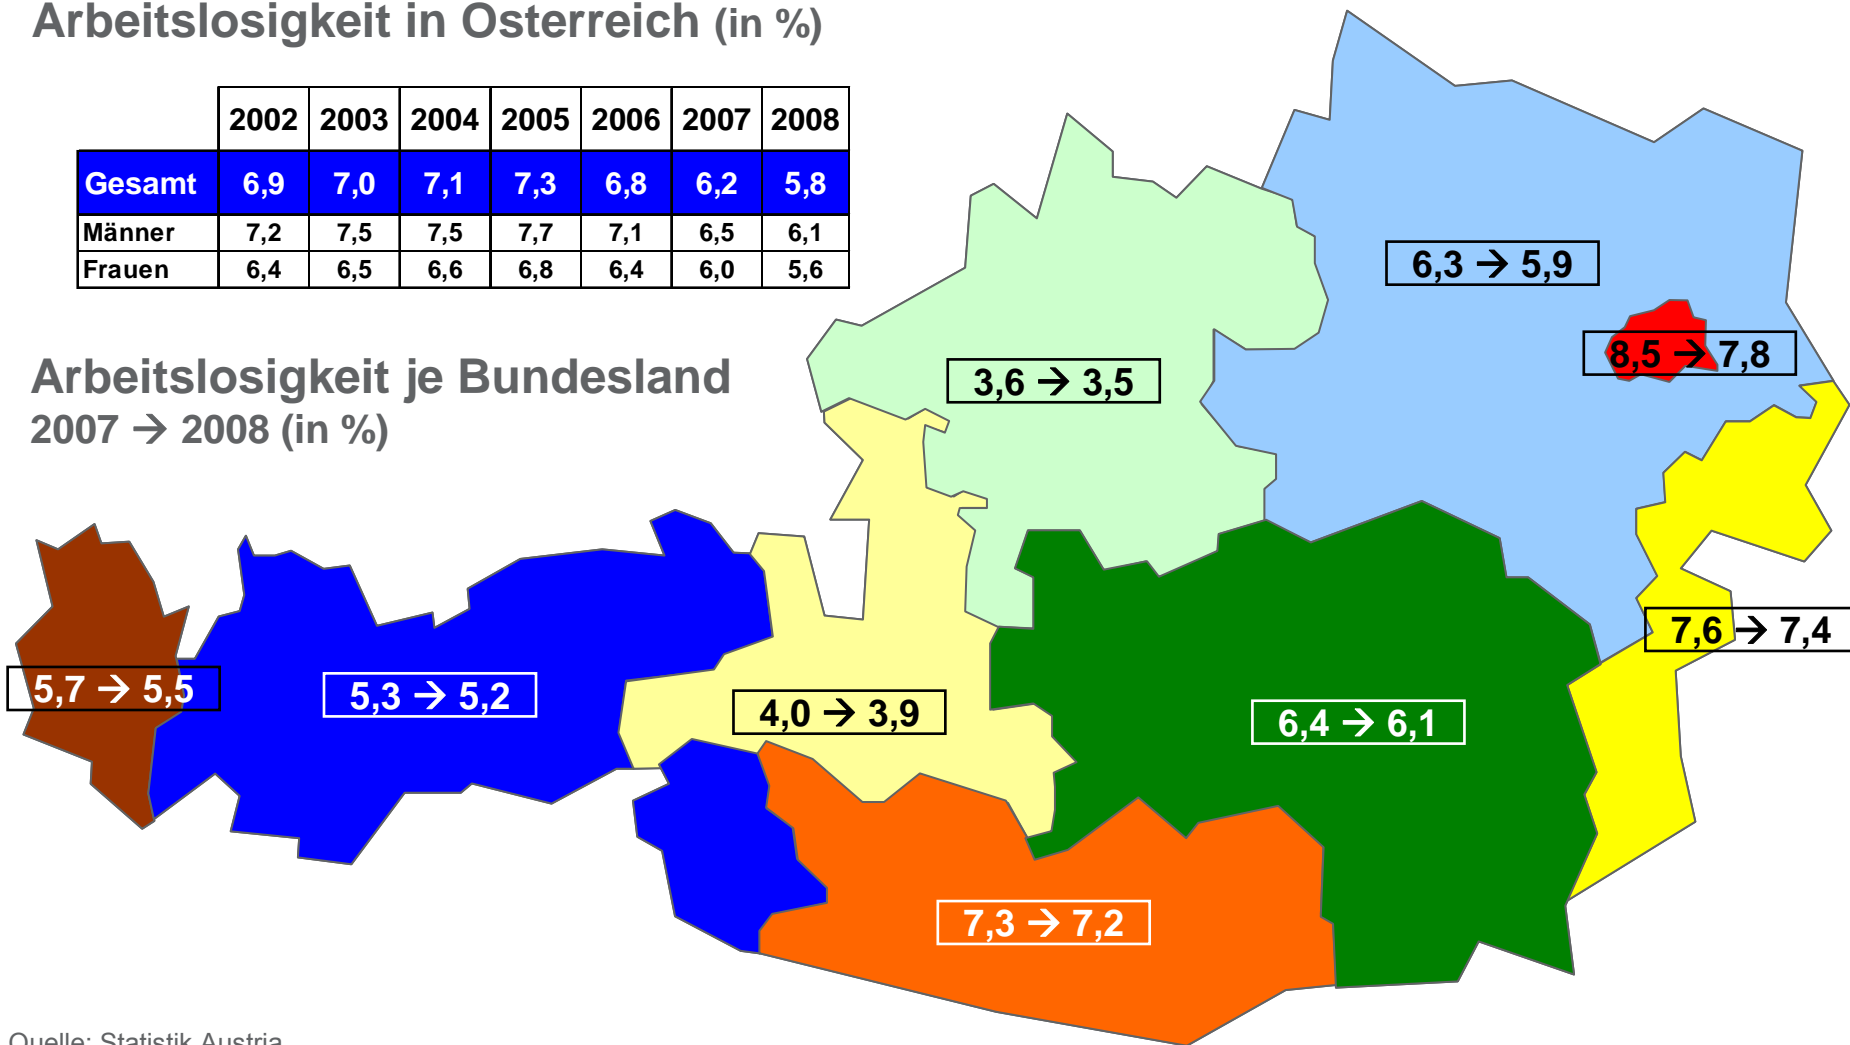 Arbeitslosigkeit in Österreich (in %)
2002 2003 2004 2005 2006 2007 2008
Gesamt 6,9 7,0 7,1 7,3 6,8 6,2 5,8
Männer 7,2 7,5 7,5 7,7 7,1 6,5 6,1
Frauen 6,4 6,5 6,6 6,8 6,4 6,0 5,6
6,3 → 5,9
8,5 → 7,8
Arbeitslosigkeit je Bundesland
2007 → 2008 (in %)
3,6 → 3,5
7,6 → 7,4
5,7 → 5,5
5,3 → 5,2
4,0 → 3,9
6,4 → 6,1
7,3 → 7,2
Quelle: Statistik Austria